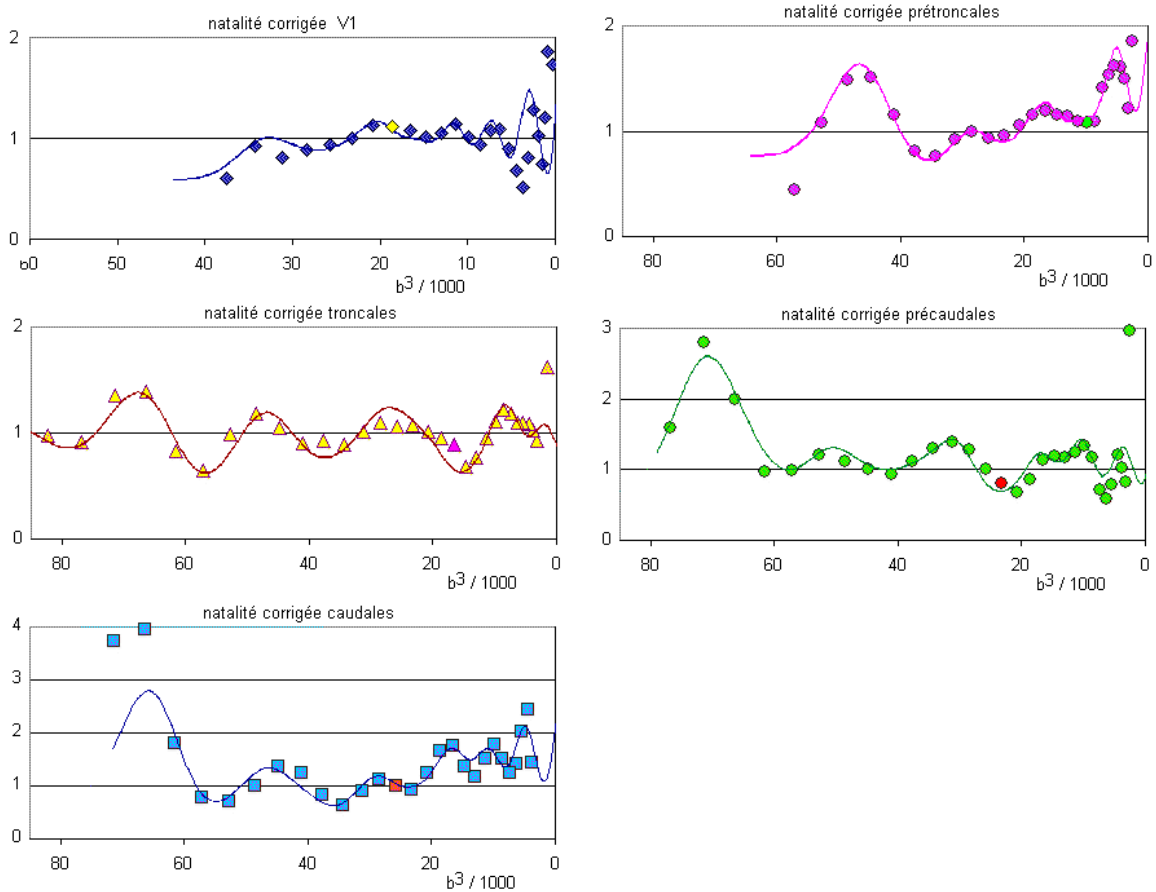 natalité corrigée V1
2
1
0
60 50 40 30 20 10 0
b3 / 1000
natalité corrigée prétroncales
2
1
0
80 60 40 20 0
b3 / 1000
natalité corrigée troncales
2
1
0
80 60 40 20 0
b3 / 1000
natalité corrigée précaudales
3
2
1
0
80 60 40 20 0
b3 / 1000
natalité corrigée caudales
4
3
2
1
0
80 60 40 20 0
b3 / 1000